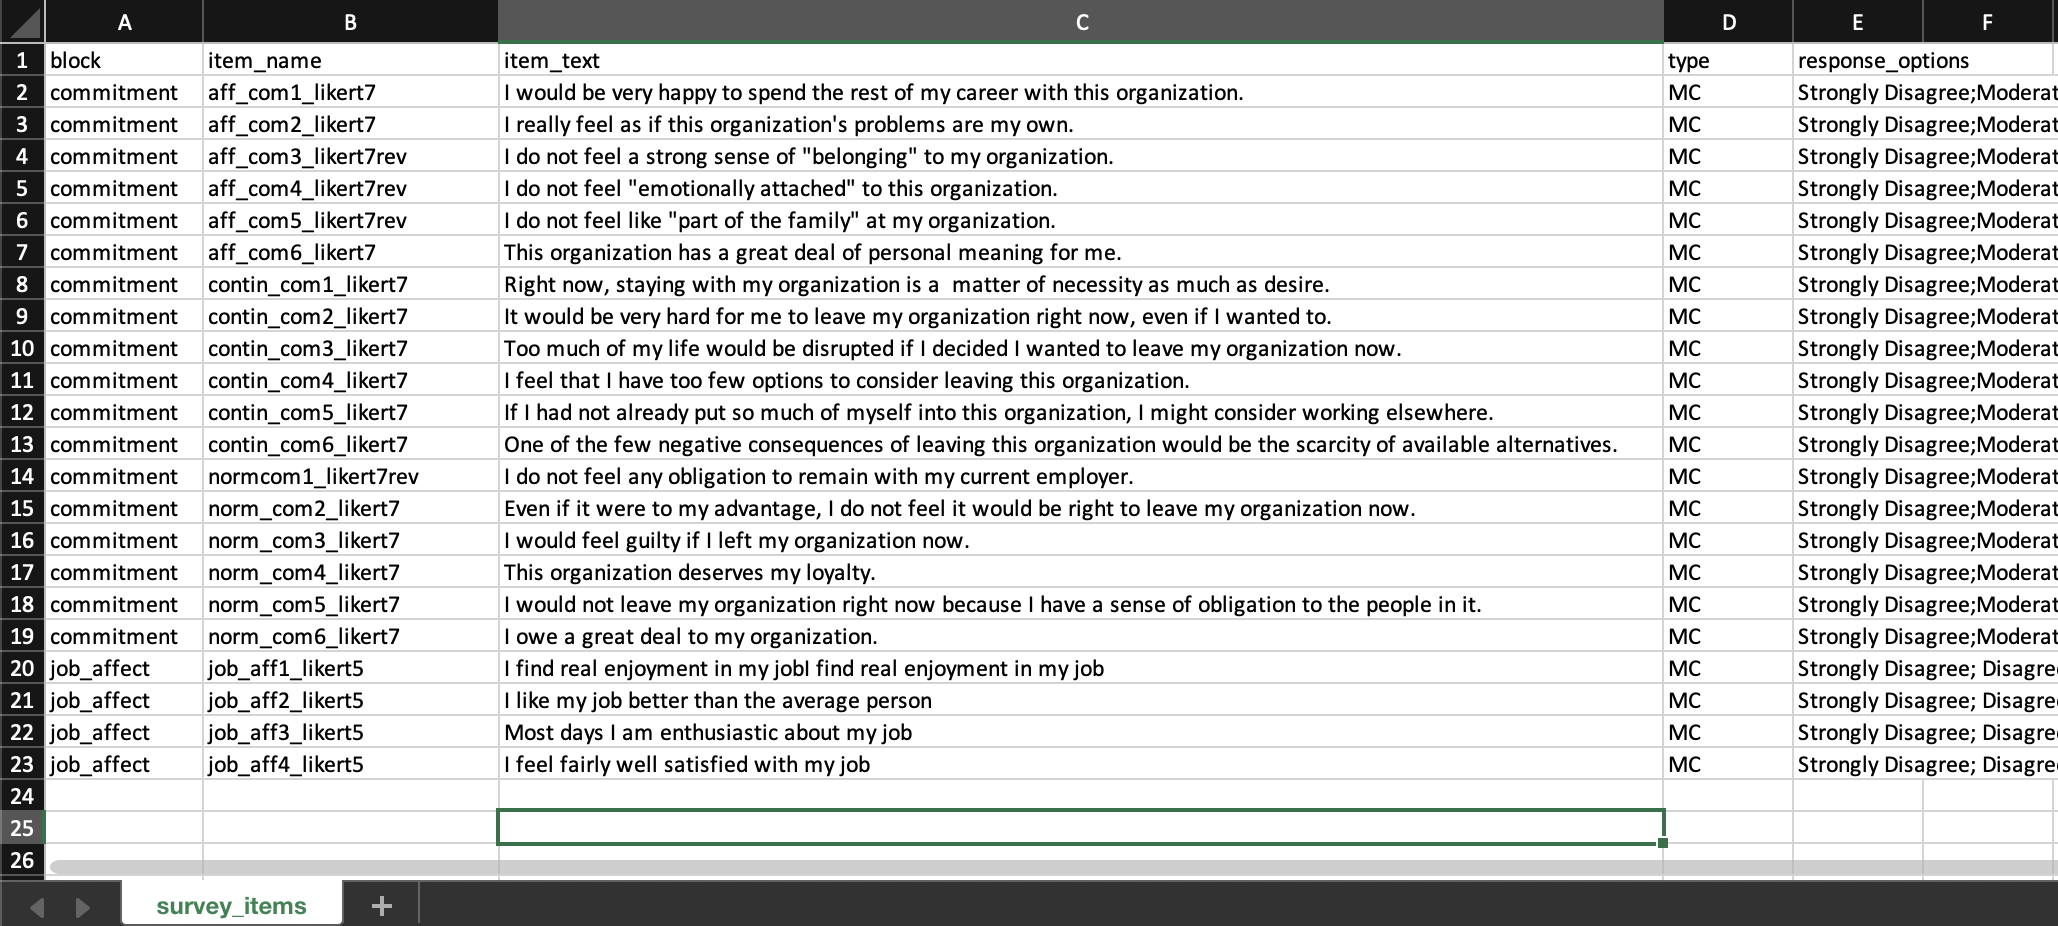 A B C D E F
1 block item_name item_text type response_options
2 commitment aff_com1_likert7 I would be very happy to spend the rest of my career with this organization. MC Strongly Disagree;Moderat
3 commitment aff_com2_likert7 I really feel as if this organization's problems are my own. MC Strongly Disagree;Moderat
4 commitment aff_com3_likert7rev I do not feel a strong sense of "belonging" to my organization. MC Strongly Disagree;Moderat
5 commitment aff_com4_likert7rev I do not feel "emotionally attached" to this organization. MC Strongly Disagree;Moderat
6 commitment aff_com5_likert7rev I do not feel like "part of the family" at my organization. MC Strongly Disagree;Moderat
7 commitment aff_com6_likert7 This organization has a great deal of personal meaning for me. MC Strongly Disagree;Moderat
8 commitment contin_com1_likert7 Right now, staying with my organization is a  matter of necessity as much as desire. MC Strongly Disagree;Moderat
9 commitment contin_com2_likert7 It would be very hard for me to leave my organization right now, even if I wanted to. MC Strongly Disagree;Moderat
10 commitment contin_com3_likert7 Too much of my life would be disrupted if I decided I wanted to leave my organization now. MC Strongly Disagree;Moderat
11 commitment contin_com4_likert7 I feel that I have too few options to consider leaving this organization. MC Strongly Disagree;Moderat
12 commitment contin_com5_likert7 If I had not already put so much of myself into this organization, I might consider working elsewhere. MC Strongly Disagree;Moderat
13 commitment contin_com6_likert7 One of the few negative consequences of leaving this organization would be the scarcity of available alternatives. MC Strongly Disagree;Moderat
14 commitment normcom1_likert7rev I do not feel any obligation to remain with my current employer. MC Strongly Disagree;Moderat
15 commitment norm_com2_likert7 Even if it were to my advantage, I do not feel it would be right to leave my organization now. MC Strongly Disagree;Moderat
16 commitment norm_com3_likert7 I would feel guilty if I left my organization now. MC Strongly Disagree;Moderat
17 commitment norm_com4_likert7 This organization deserves my loyalty. MC Strongly Disagree;Moderat
18 commitment norm_com5_likert7 I would not leave my organization right now because I have a sense of obligation to the people in it. MC Strongly Disagree;Moderat
19 commitment norm_com6_likert7 I owe a great deal to my organization. MC Strongly Disagree;Moderat
20 job_affect job_aff1_likert5 I find real enjoyment in my jobI find real enjoyment in my job MC Strongly Disagree; Disagre
21 job_affect job_aff2_likert5 I like my job better than the average person MC Strongly Disagree; Disagre
22 job_affect job_aff3_likert5 Most days I am enthusiastic about my job MC Strongly Disagree; Disagre
23 job_affect job_aff4_likert5 I feel fairly well satisfied with my job MC Strongly Disagree; Disagre
24
25
26
survey_items +